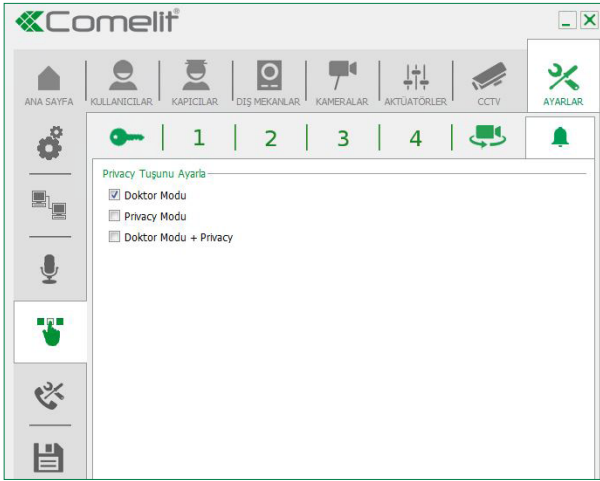 Comelit®
ANA SAYFA KULLANICILAR KAPICILAR DIŞ MEKANLAR KAMERALAR AKTÜATÖRLER CCTV AYARLAR
1 2 3 4
Privacy Tuşunu Ayarla
Doktor Modu
Privacy Modu
Doktor Modu + Privacy